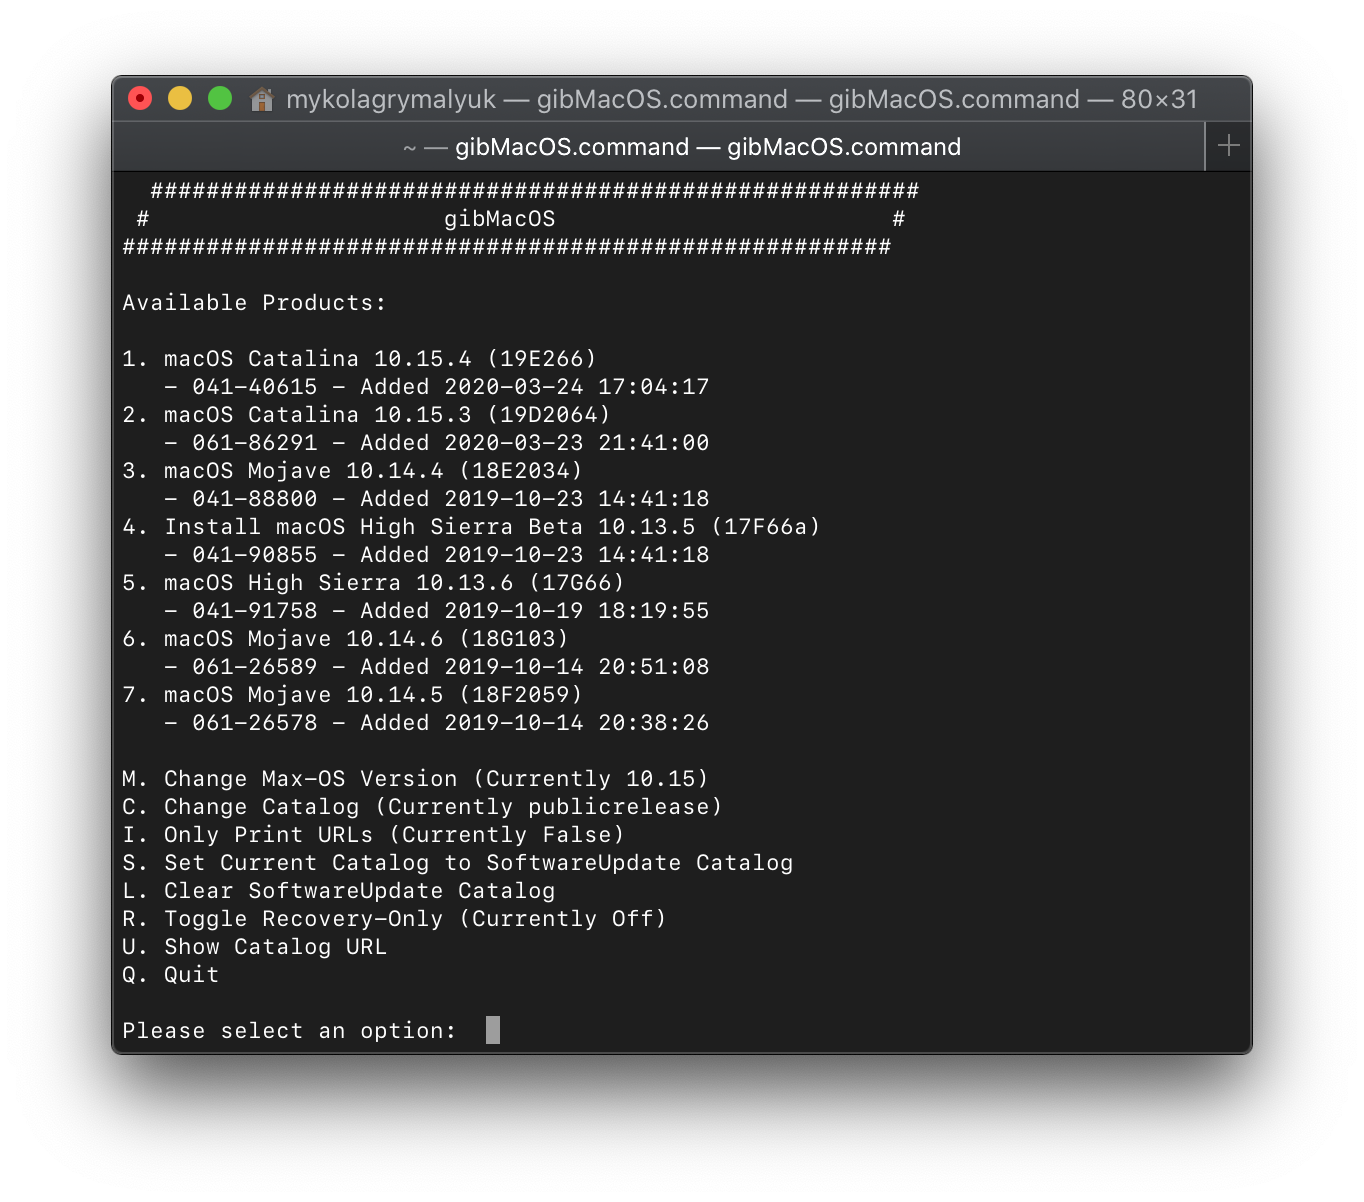 mykolagrymalyuk — gibMacOS.command — gibMacOS.command — 80×31
~ — gibMacOS.command — gibMacOS.command
+
#######################################################
# gibMacOS #
#######################################################
Available Products:
1. macOS Catalina 10.15.4 (19E266)
- 041-40615 - Added 2020-03-24 17:04:17
2. macOS Catalina 10.15.3 (19D2064)
- 061-86291 - Added 2020-03-23 21:41:00
3. macOS Mojave 10.14.4 (18E2034)
- 041-88800 - Added 2019-10-23 14:41:18
4. Install macOS High Sierra Beta 10.13.5 (17F66a)
- 041-90855 - Added 2019-10-23 14:41:18
5. macOS High Sierra 10.13.6 (17G66)
- 041-91758 - Added 2019-10-19 18:19:55
6. macOS Mojave 10.14.6 (18G103)
- 061-26589 - Added 2019-10-14 20:51:08
7. macOS Mojave 10.14.5 (18F2059)
- 061-26578 - Added 2019-10-14 20:38:26
M. Change Max-OS Version (Currently 10.15)
C. Change Catalog (Currently publicrelease)
I. Only Print URLs (Currently False)
S. Set Current Catalog to SoftwareUpdate Catalog
L. Clear SoftwareUpdate Catalog
R. Toggle Recovery-Only (Currently Off)
U. Show Catalog URL
Q. Quit
Please select an option: